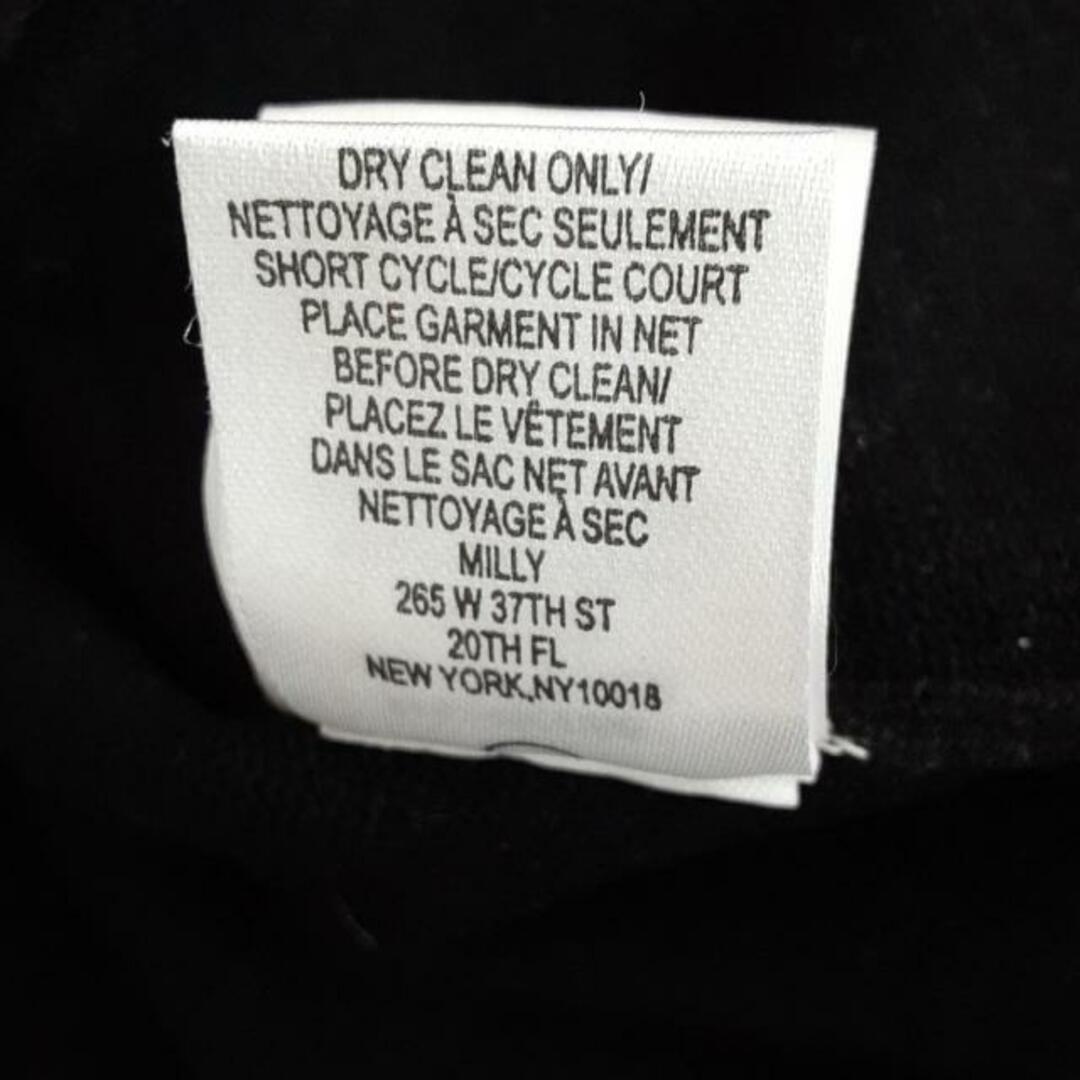 DRY CLEAN ONLY/
NETTOYAGE À SEC SEULEMENT
SHORT CYCLE/CYCLE COURT
PLACE GARMENT IN NET
BEFORE DRY CLEAN/
PLACEZ LE VÊTEMENT
DANS LE SAC NET AVANT
NETTOYAGE À SEC
MILLY
265 W 37TH ST
20TH FL
NEW YORK,NY10018